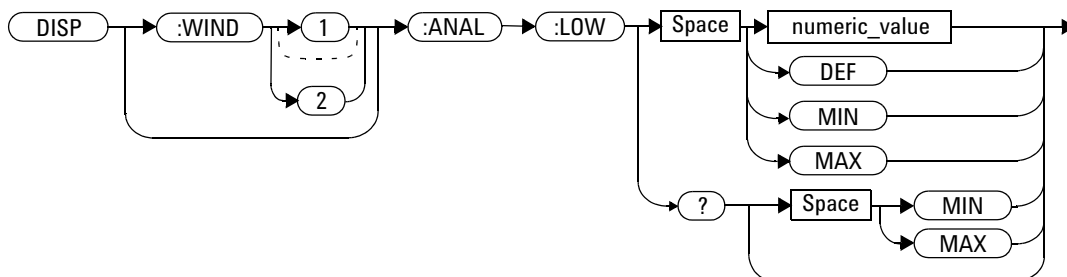 DISP :WIND 1 :ANAL :LOW Space numeric_value
2 DEF
MIN
MAX
? Space MIN
MAX